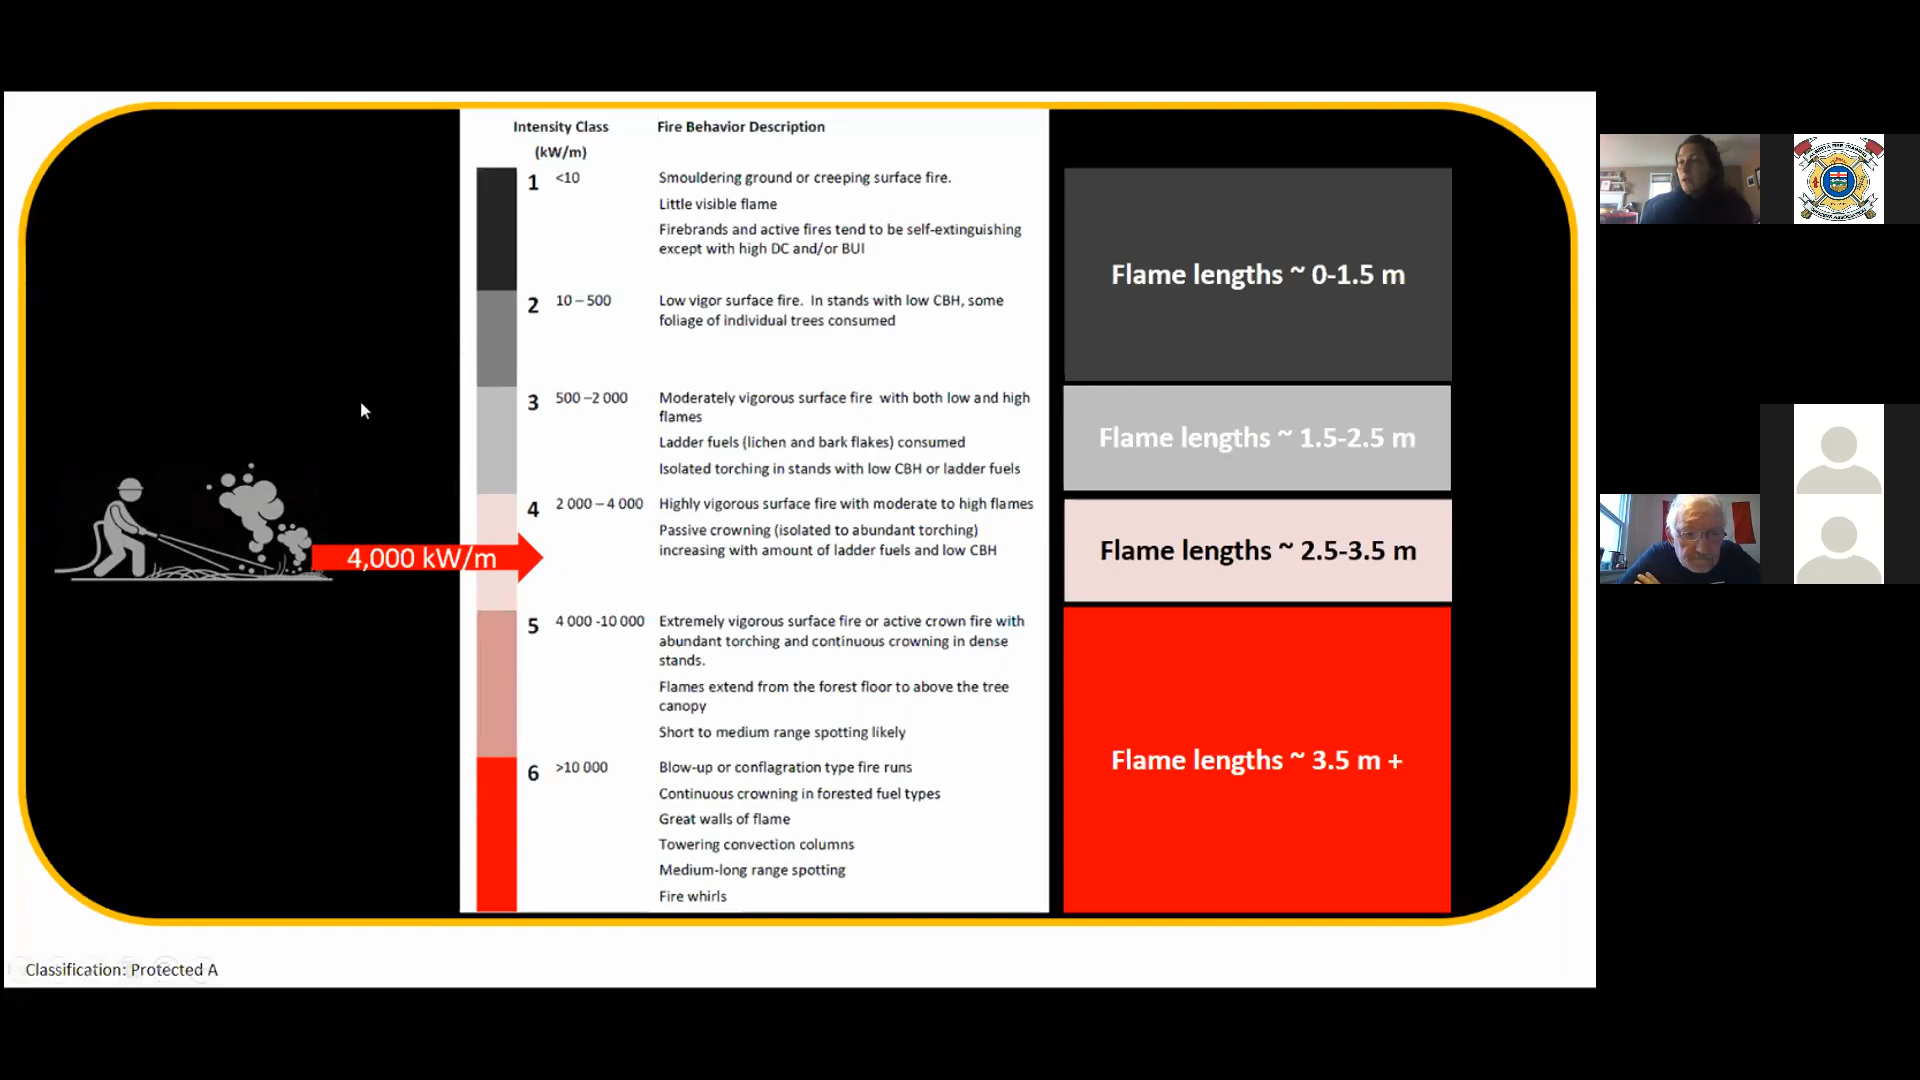 Intensity Class
(kW/m)
Fire Behavior Description
1
<10
Smouldering ground or creeping surface fire.
Little visible flame
Firebrands and active fires tend to be self-extinguishing
except with high DC and/or BUI
2
10 – 500
Low vigor surface fire. In stands with low CBH, some
foliage of individual trees consumed
3
500 –2 000
Moderately vigorous surface fire with both low and high
flames
Ladder fuels (lichen and bark flakes) consumed
Isolated torching in stands with low CBH or ladder fuels
4
2 000 – 4 000
Highly vigorous surface fire with moderate to high flames
Passive crowning (isolated to abundant torching)
increasing with amount of ladder fuels and low CBH
5
4 000 -10 000
Extremely vigorous surface fire or active crown fire with
abundant torching and continuous crowning in dense
stands.
Flames extend from the forest floor to above the tree
canopy
Short to medium range spotting likely
6
>10 000
Blow-up or conflagration type fire runs
Continuous crowning in forested fuel types
Great walls of flame
Towering convection columns
Medium-long range spotting
Fire whirls
4,000 kW/m
Flame lengths ~ 0-1.5 m
Flame lengths ~ 1.5-2.5 m
Flame lengths ~ 2.5-3.5 m
Flame lengths ~ 3.5 m +
Classification: Protected A